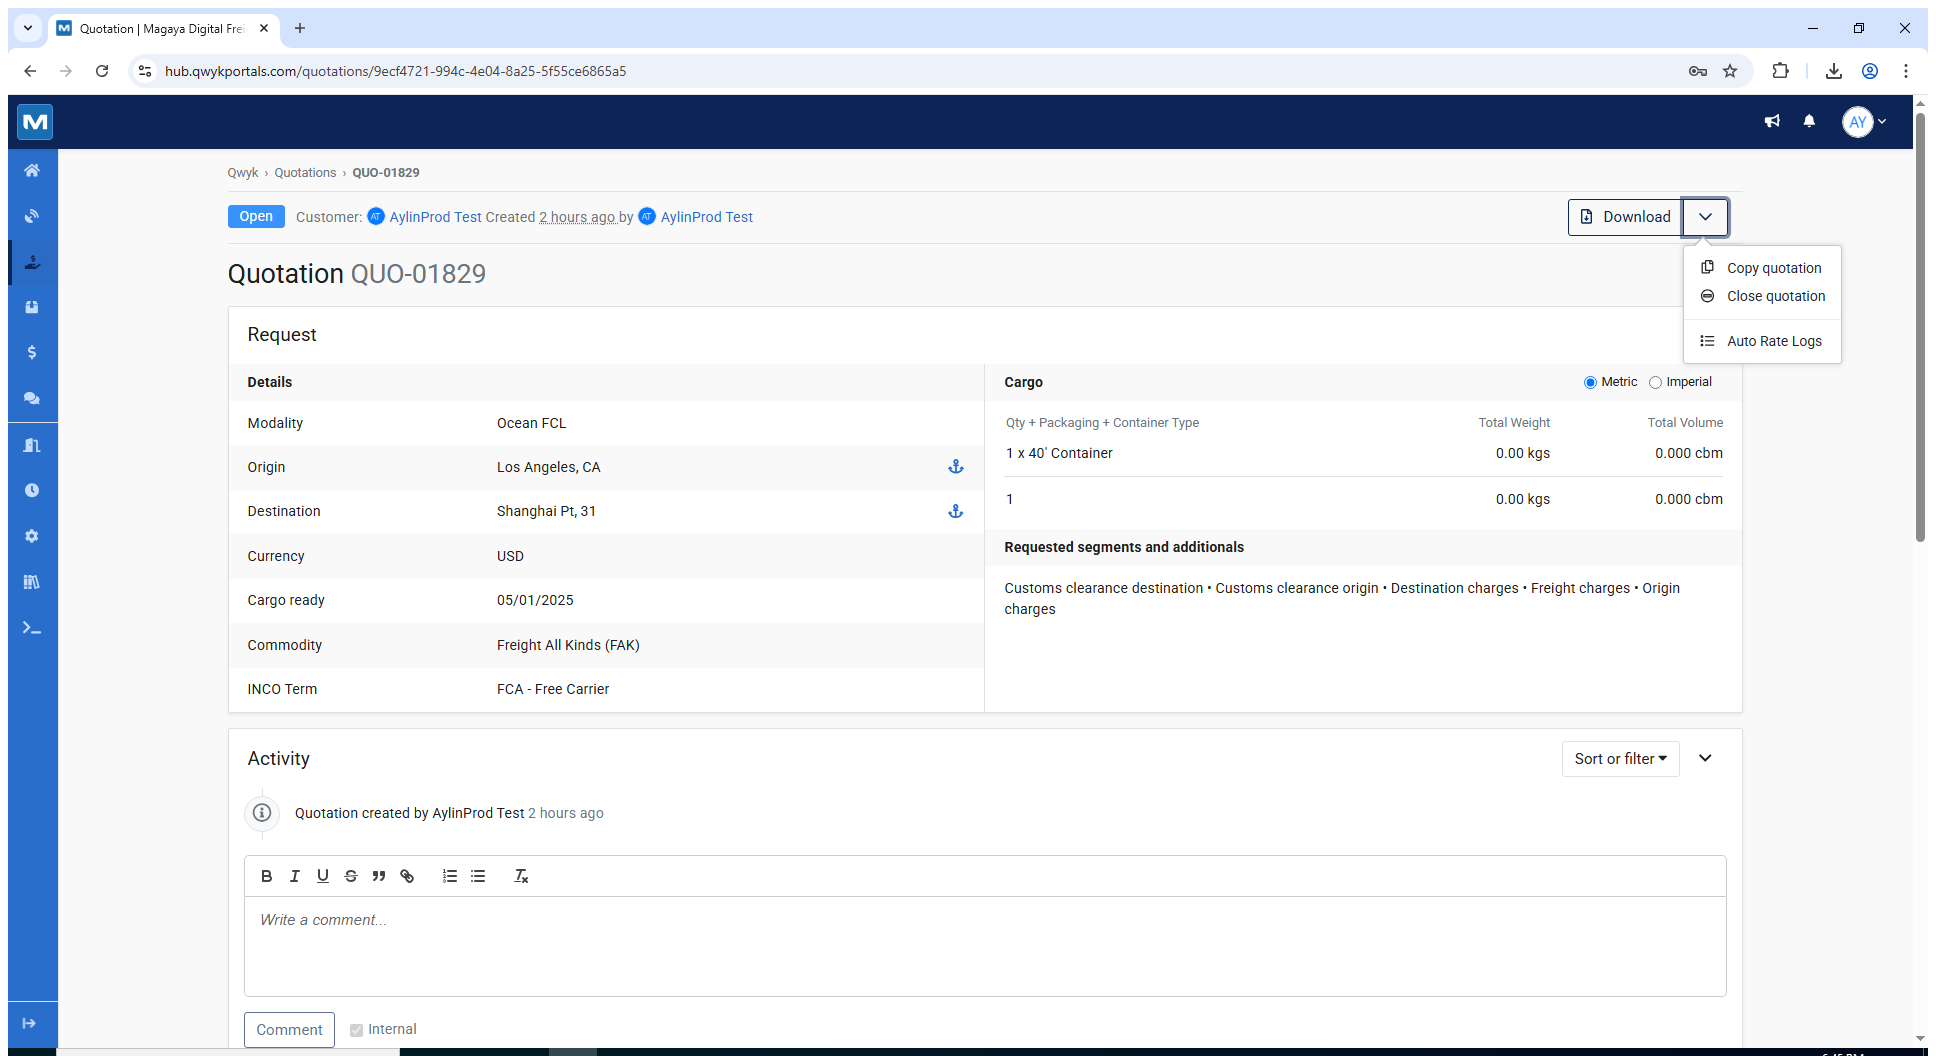 Quotation | Magaya Digital Frei
hub.qwykportals.com/quotations/9ecf4721-994c-4e04-8a25-5f55ce6865a5
M
AY
Qwyk › Quotations › QUO-01829
Open Customer: AT AylinProd Test Created 2 hours ago by AT AylinProd Test
Download
Copy quotation
Close quotation
Auto Rate Logs
Quotation QUO-01829
Request
Details
Modality Ocean FCL
Origin Los Angeles, CA
Destination Shanghai Pt, 31
Currency USD
Cargo ready 05/01/2025
Commodity Freight All Kinds (FAK)
INCO Term FCA - Free Carrier
Cargo Metric Imperial
Qty + Packaging + Container Type Total Weight Total Volume
1 x 40' Container 0.00 kgs 0.000 cbm
1 0.00 kgs 0.000 cbm
Requested segments and additionals
Customs clearance destination • Customs clearance origin • Destination charges • Freight charges • Origin
charges
Activity Sort or filter
Quotation created by AylinProd Test 2 hours ago
Write a comment...
Comment Internal